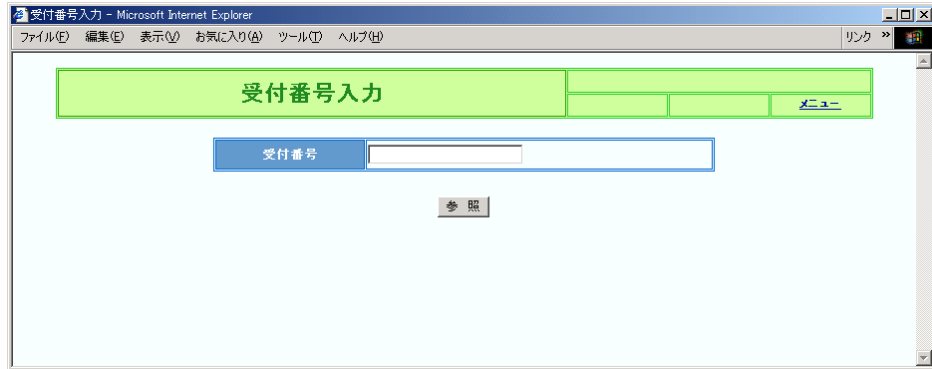 受付番号入力 - Microsoft Internet Explorer
ファイル(F) 編集(E) 表示(V) お気に入り(A) ツール(T) ヘルプ(H) リンク »
受付番号入力
メニュー
受付番号
参 照